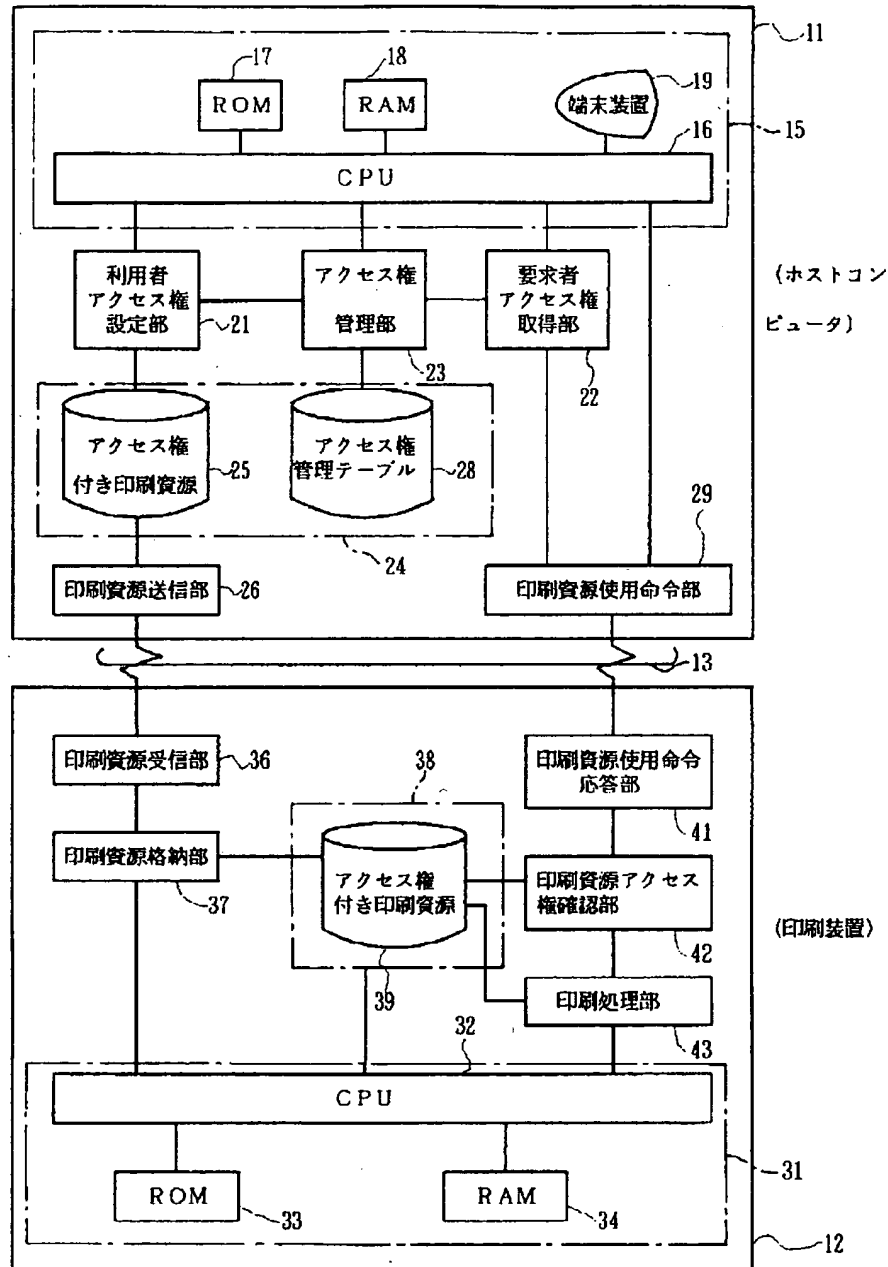 11
17
18
19
ROM
RAM
端末装置
16
15
CPU
利用者
アクセス権
設定部
21
アクセス権
管理部
23
要求者
アクセス権
取得部
22
(ホストコン
ピュータ)
アクセス権
付き印刷資源
25
アクセス権
管理テーブル
28
24
29
印刷資源送信部
26
印刷資源使用命令部
13
印刷資源受信部
36
38
印刷資源使用命令
応答部
41
印刷資源格納部
37
アクセス権
付き印刷資源
39
印刷資源アクセス
権確認部
42
(印刷装置)
印刷処理部
43
32
CPU
31
ROM
33
RAM
34
12